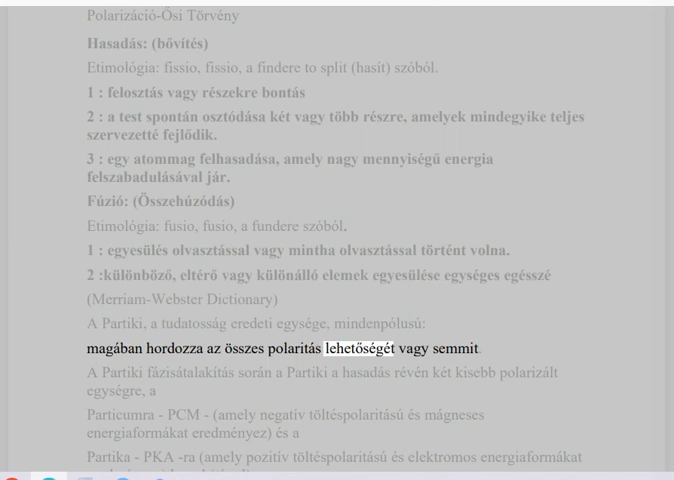 Polarizáció-Ősi Törvény
Hasadás: (bővítés)
Etimológia: fissio, fissio, a findere to split (hasít) szóból.
1 : felosztás vagy részekre bontás
2 : a test spontán osztódása két vagy több részre, amelyek mindegyike teljes
szervezetté fejlődik.
3 : egy atommag felhasadása, amely nagy mennyiségű energia
felszabadulásával jár.
Fúzió: (Összehúzódás)
Etimológia: fusio, fusio, a fundere szóból.
1 : egyesülés olvasztással vagy mintha olvasztással történt volna.
2 :különböző, eltérő vagy különálló elemek egyesülése egységes egésszé
(Merriam-Webster Dictionary)
A Partiki, a tudatosság eredeti egysége, mindenpólusú:
magában hordozza az összes polaritás lehetőségét vagy semmit.
A Partiki fázisátalakítás során a Partiki a hasadás révén két kisebb polarizált
egységre, a
Particumra - PCM - (amely negatív töltéspolaritású és mágneses
energiaformákat eredményez) és a
Partika - PKA -ra (amely pozitív töltéspolaritású és elektromos energiaformákat